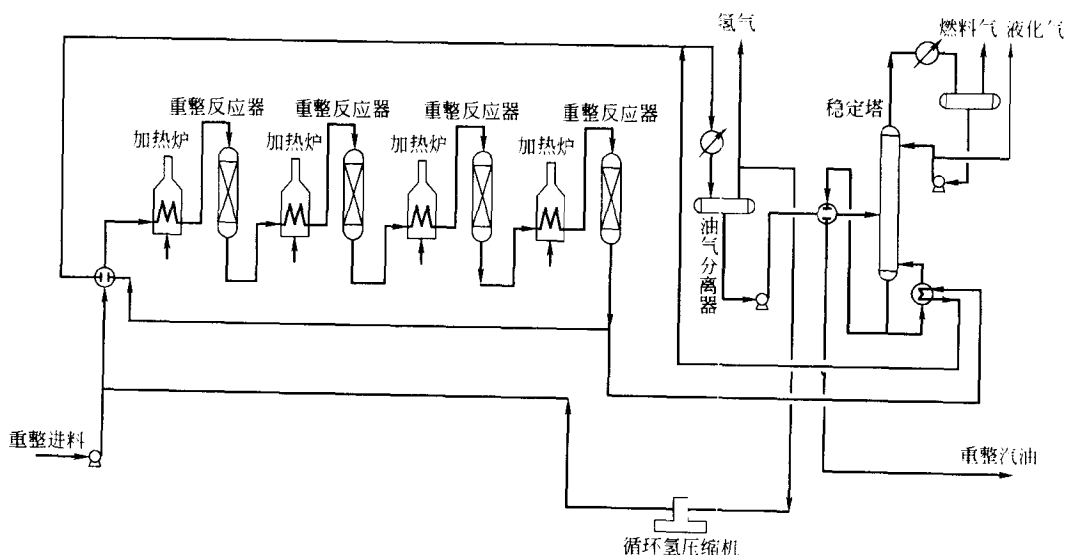 氢气
燃料气 液化气
稳定塔
重整反应器
重整反应器
重整反应器
重整反应器
加热炉
加热炉
加热炉
加热炉
油气分离器
重整进料
重整汽油
循环氢压缩机